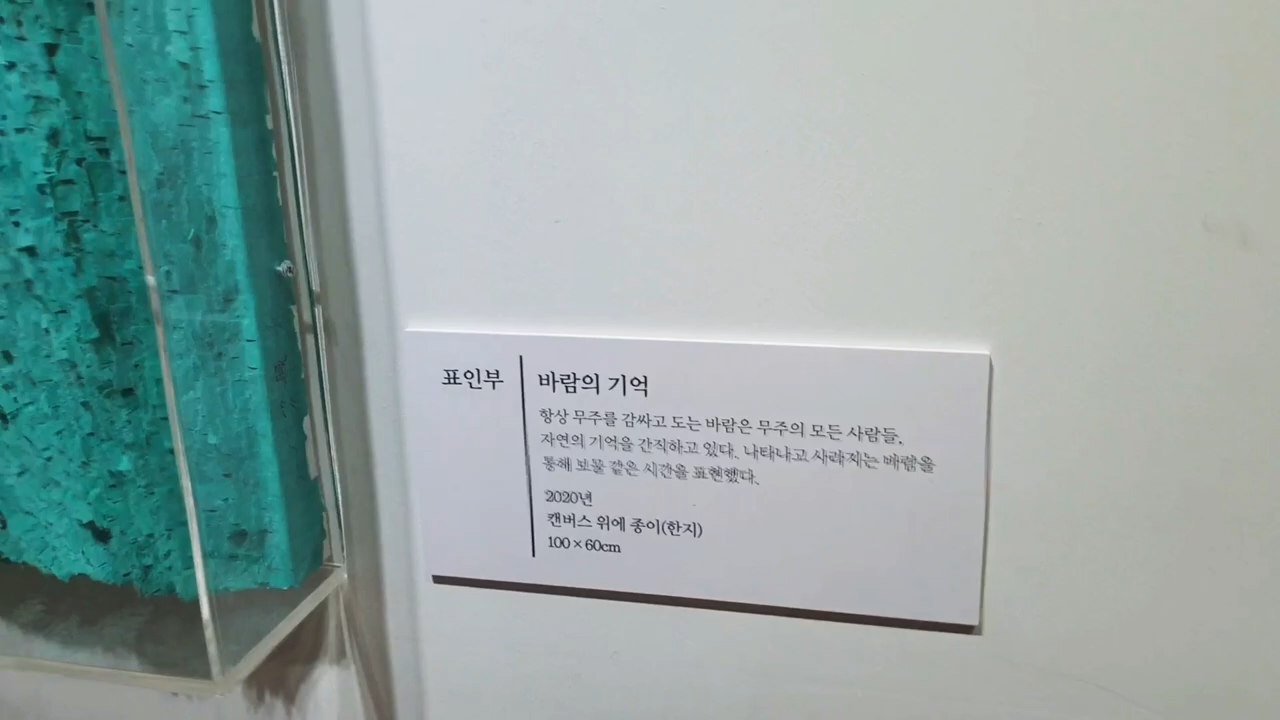 표인부
바람의 기억
항상 무주를 감싸고 도는 바람은 무주의 모든 사람들,
자연의 기억을 간직하고 있다. 나타나고 사라지는 바람을
통해 보물 같은 시간을 표현했다.
2020년
캔버스 위에 종이(한지)
100 × 60cm